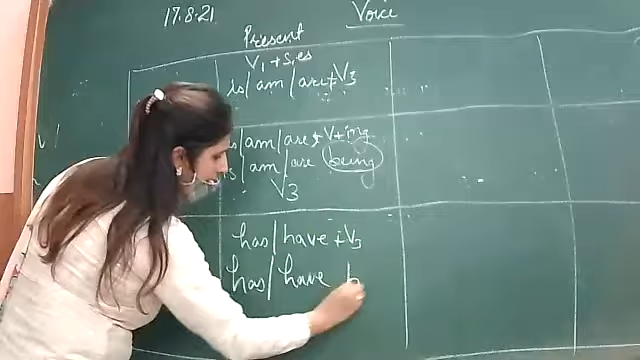 17.8.21
Voice
Present
V1 + s, es
is/am/are + V3
is/am/are + V+ing
is/am/are being
V3
has/have + V3
has/have b